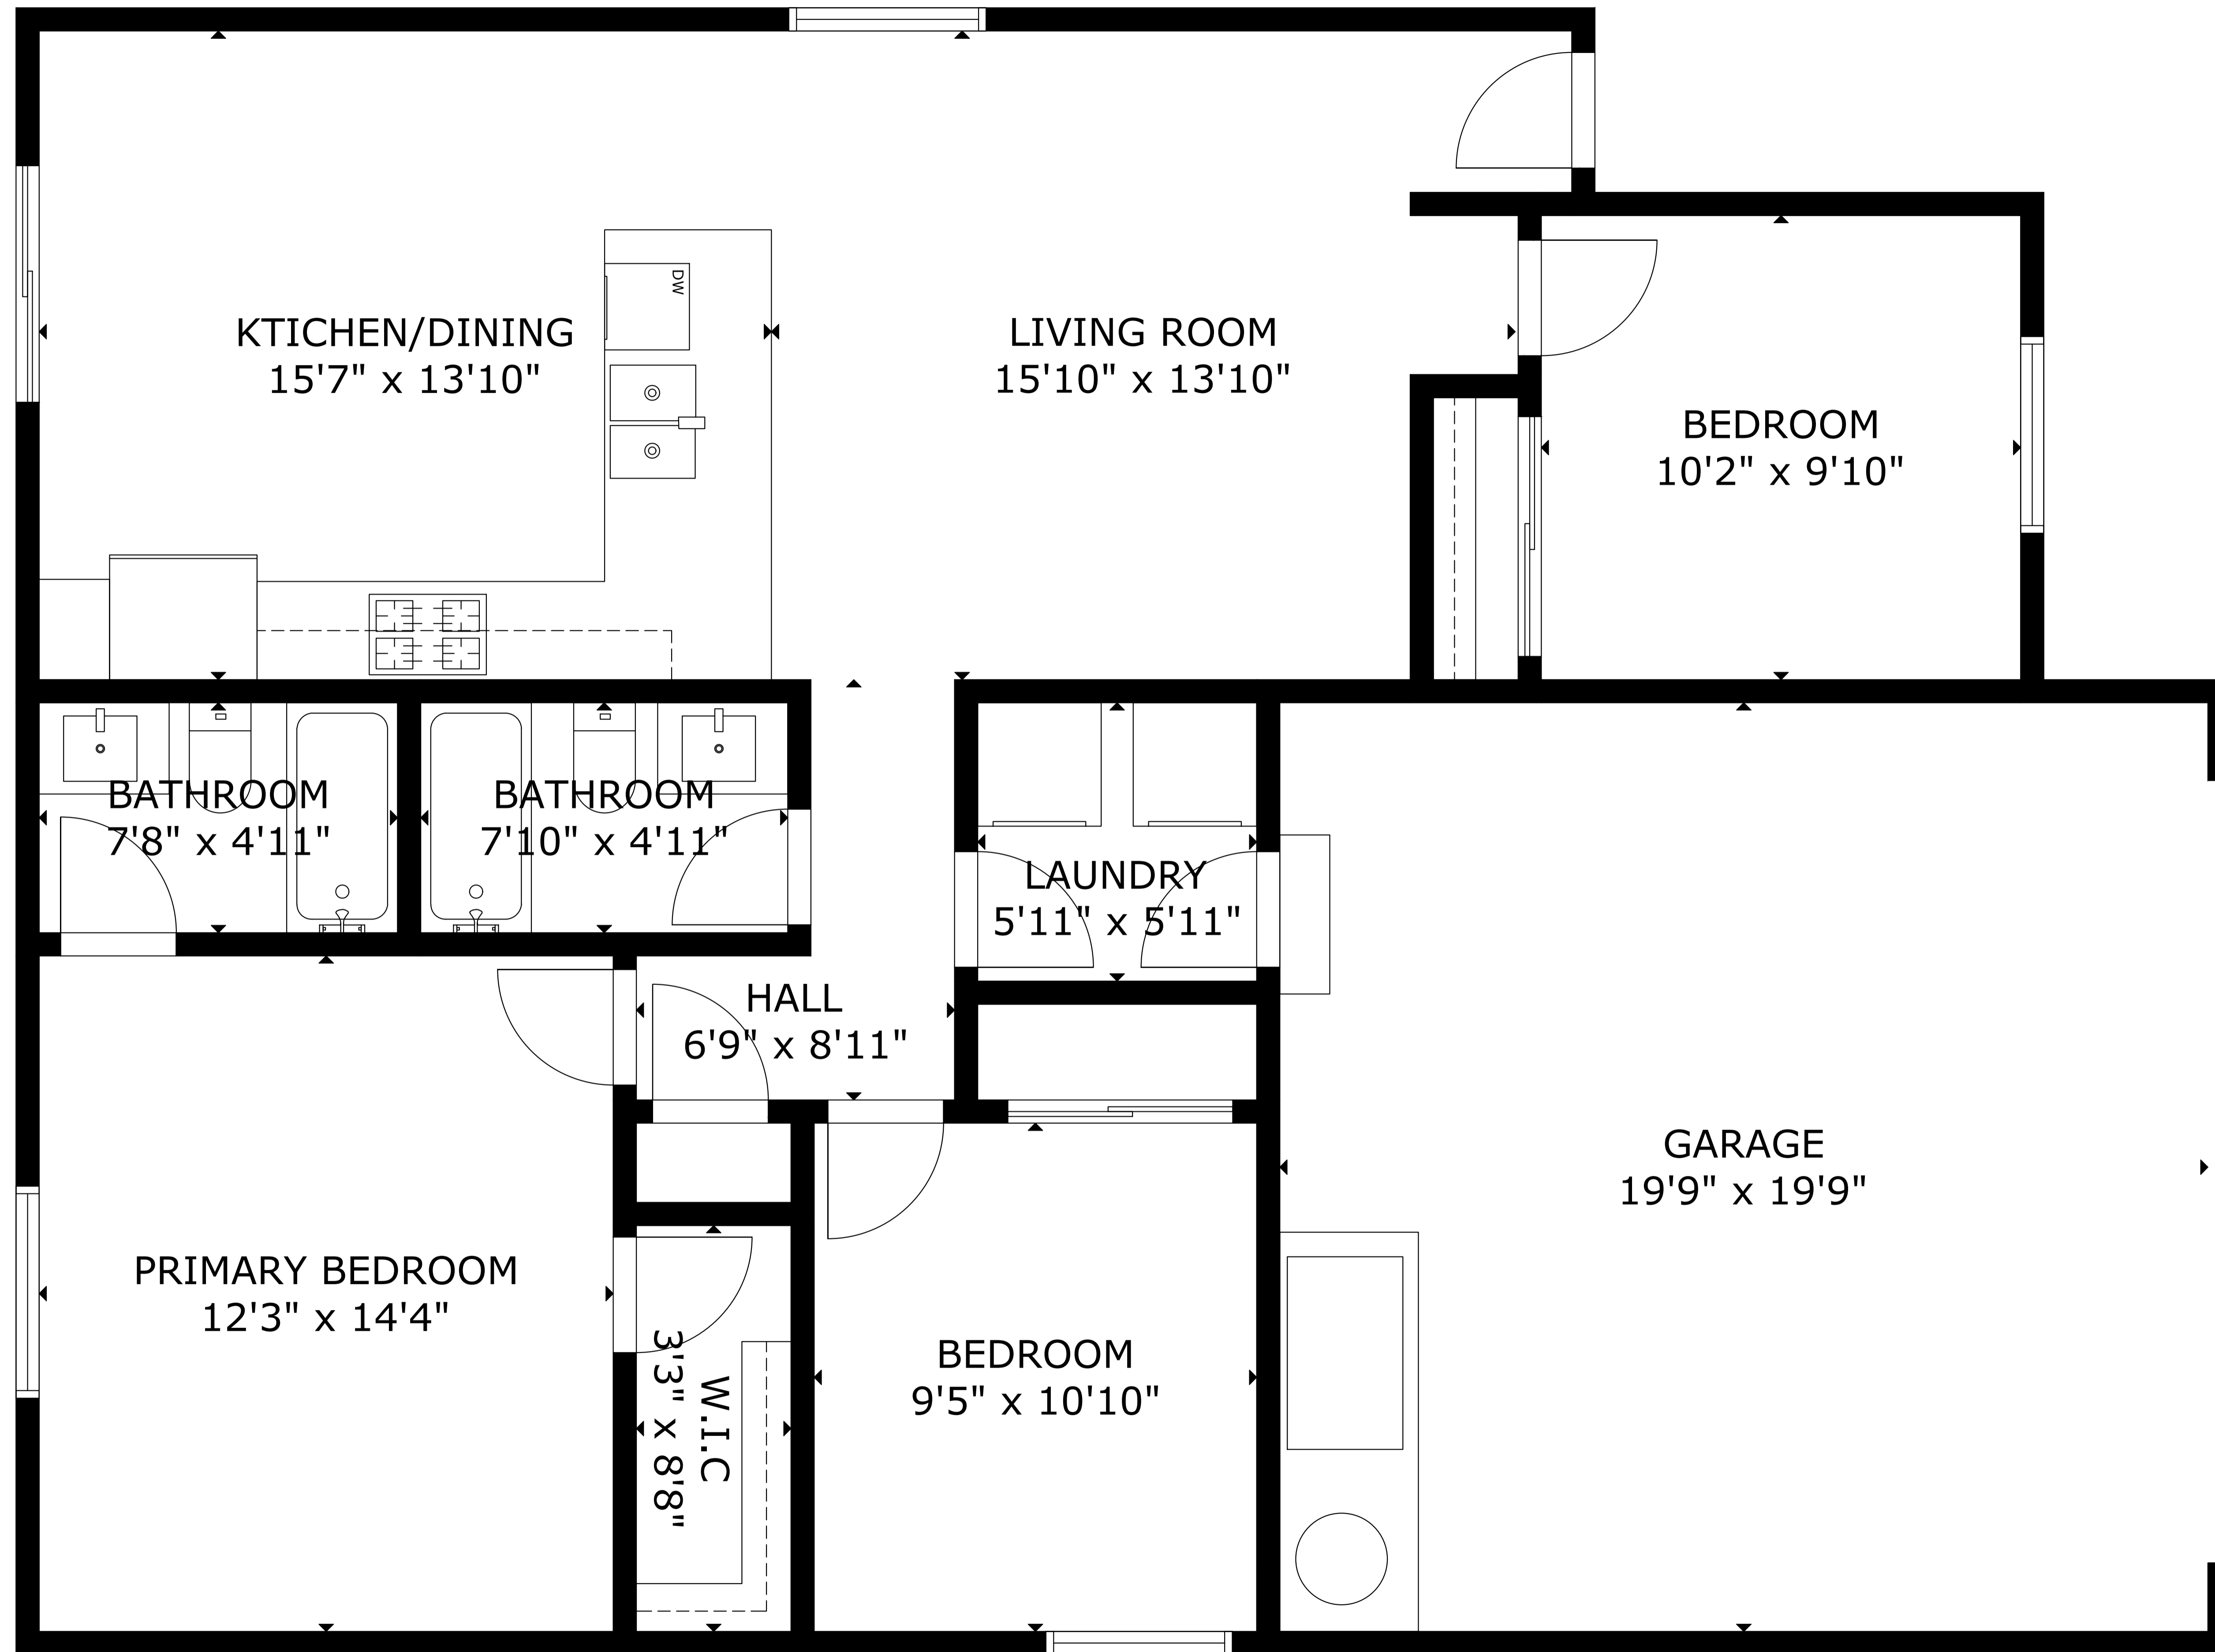 DW
KTICHEN/DINING
15'7" x 13'10"
LIVING ROOM
15'10" x 13'10"
BEDROOM
10'2" x 9'10"
BATHROOM
7'8" x 4'11"
BATHROOM
7'10" x 4'11"
LAUNDRY
5'11" x 5'11"
HALL
6'9" x 8'11"
GARAGE
19'9" x 19'9"
PRIMARY BEDROOM
12'3" x 14'4"
W.I.C
3'3" x 8'8"
BEDROOM
9'5" x 10'10"